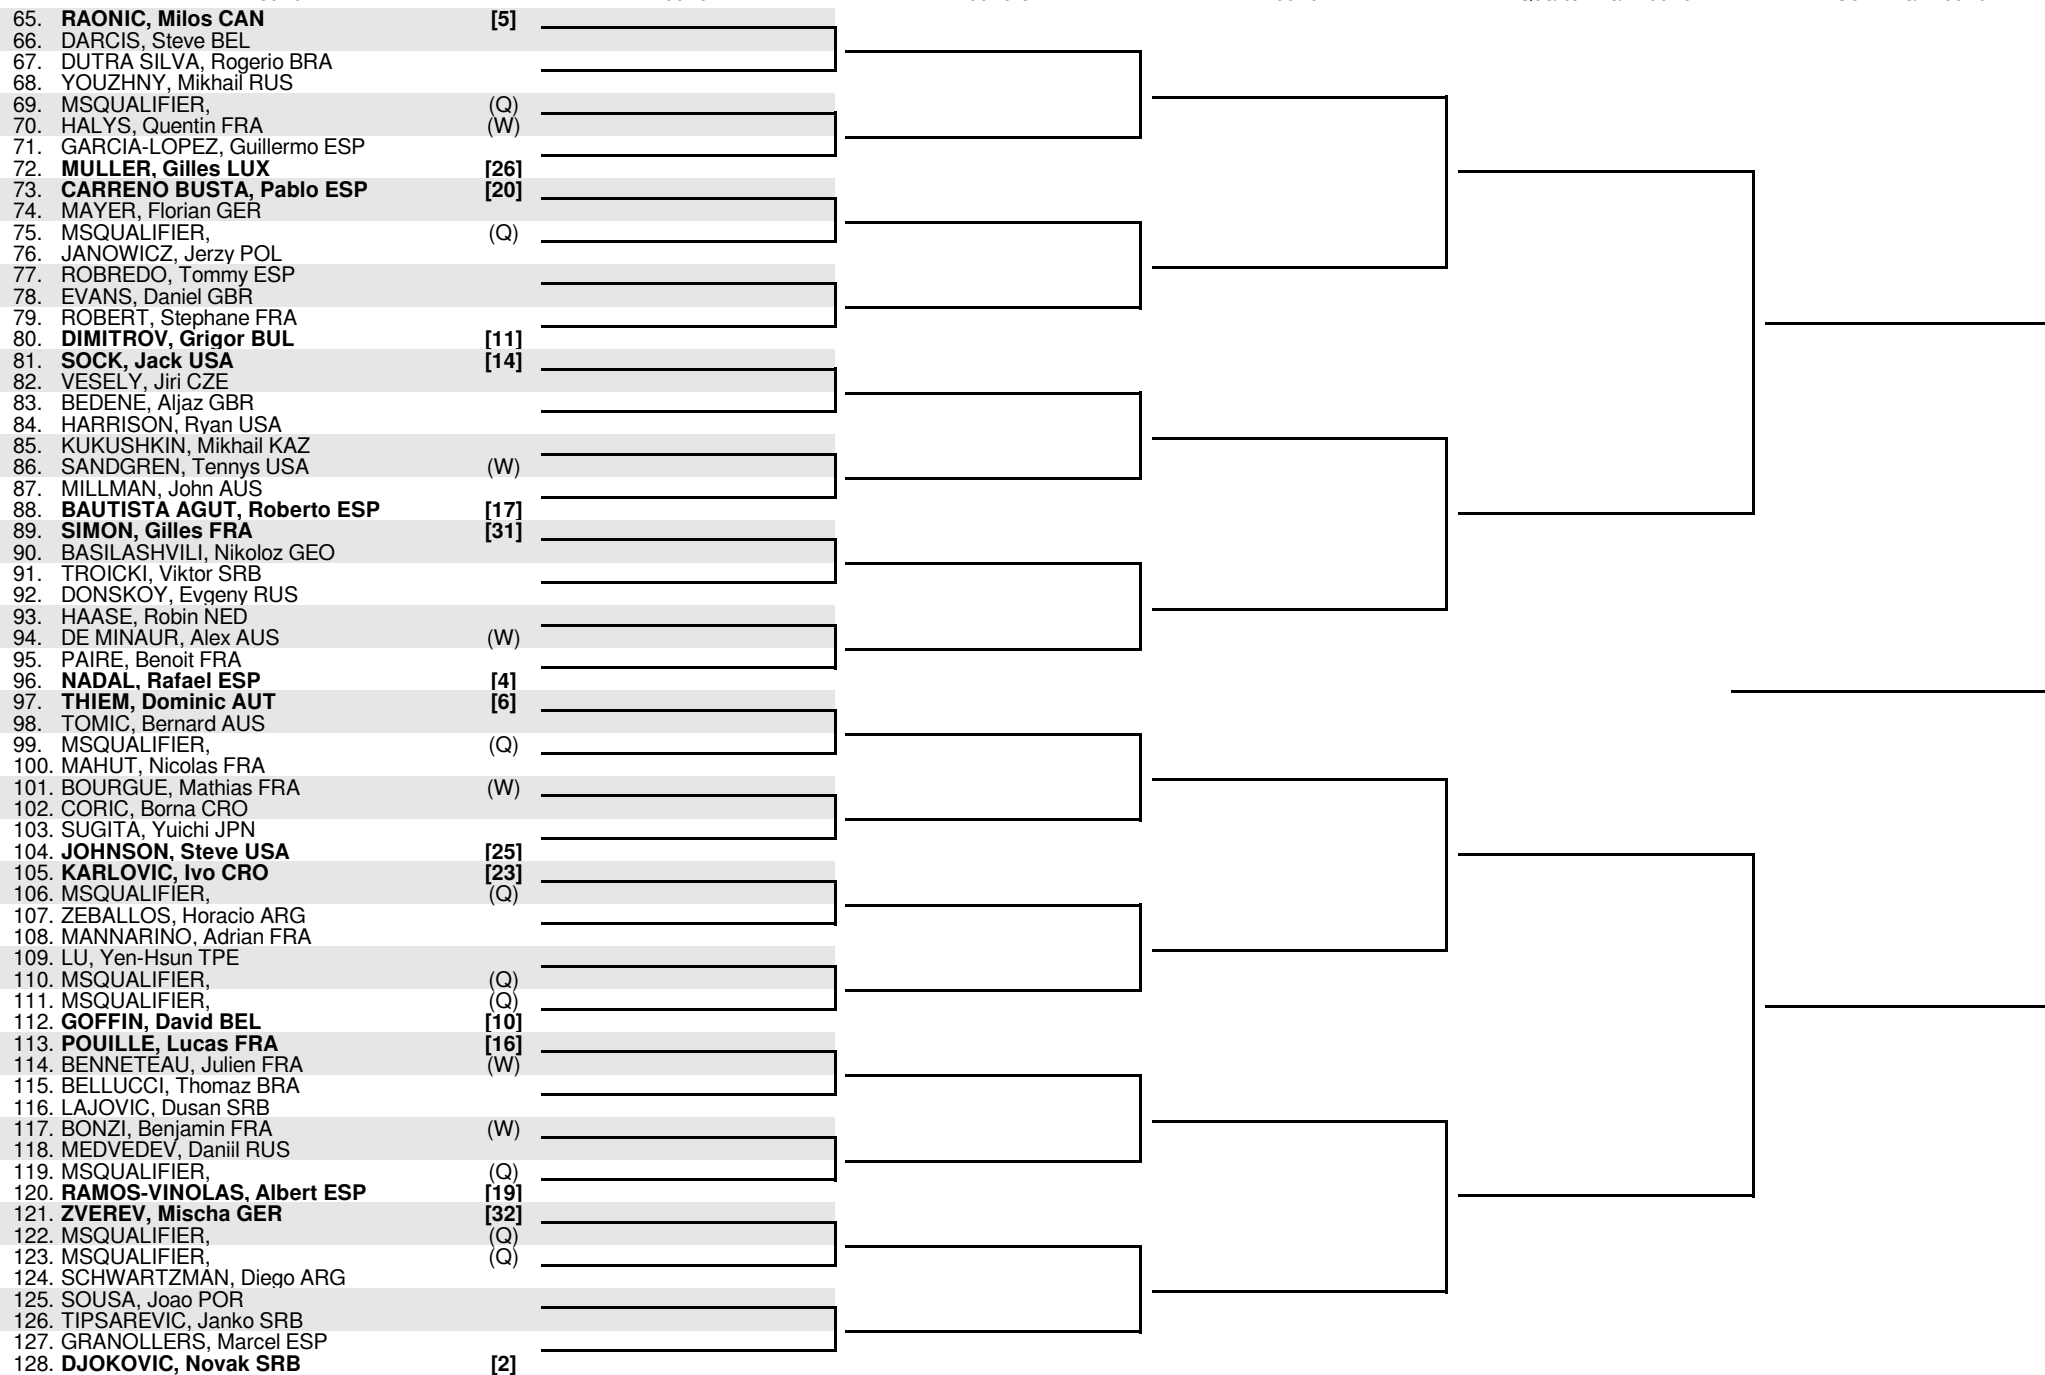 65. RAONIC, Milos CAN [5]
66. DARCIS, Steve BEL
67. DUTRA SILVA, Rogerio BRA
68. YOUZHNY, Mikhail RUS
69. MSQUALIFIER, (Q)
70. HALYS, Quentin FRA (W)
71. GARCIA-LOPEZ, Guillermo ESP
72. MULLER, Gilles LUX [26]
73. CARRENO BUSTA, Pablo ESP [20]
74. MAYER, Florian GER
75. MSQUALIFIER, (Q)
76. JANOWICZ, Jerzy POL
77. ROBREDO, Tommy ESP
78. EVANS, Daniel GBR
79. ROBERT, Stephane FRA
80. DIMITROV, Grigor BUL [11]
81. SOCK, Jack USA [14]
82. VESELY, Jiri CZE
83. BEDENE, Aljaz GBR
84. HARRISON, Ryan USA
85. KUKUSHKIN, Mikhail KAZ
86. SANDGREN, Tennys USA (W)
87. MILLMAN, John AUS
88. BAUTISTA AGUT, Roberto ESP [17]
89. SIMON, Gilles FRA [31]
90. BASILASHVILI, Nikoloz GEO
91. TROICKI, Viktor SRB
92. DONSKOY, Evgeny RUS
93. HAASE, Robin NED
94. DE MINAUR, Alex AUS (W)
95. PAIRE, Benoit FRA
96. NADAL, Rafael ESP [4]
97. THIEM, Dominic AUT [6]
98. TOMIC, Bernard AUS
99. MSQUALIFIER, (Q)
100. MAHUT, Nicolas FRA
101. BOURGUE, Mathias FRA (W)
102. CORIC, Borna CRO
103. SUGITA, Yuichi JPN
104. JOHNSON, Steve USA [25]
105. KARLOVIC, Ivo CRO [23]
106. MSQUALIFIER, (Q)
107. ZEBALLOS, Horacio ARG
108. MANNARINO, Adrian FRA
109. LU, Yen-Hsun TPE
110. MSQUALIFIER, (Q)
111. MSQUALIFIER, (Q)
112. GOFFIN, David BEL [10]
113. POUILLE, Lucas FRA [16]
114. BENNETEAU, Julien FRA (W)
115. BELLUCCI, Thomaz BRA
116. LAJOVIC, Dusan SRB
117. BONZI, Benjamin FRA (W)
118. MEDVEDEV, Daniil RUS
119. MSQUALIFIER, (Q)
120. RAMOS-VINOLAS, Albert ESP [19]
121. ZVEREV, Mischa GER [32]
122. MSQUALIFIER, (Q)
123. MSQUALIFIER, (Q)
124. SCHWARTZMAN, Diego ARG
125. SOUSA, Joao POR
126. TIPSAREVIC, Janko SRB
127. GRANOLLERS, Marcel ESP
128. DJOKOVIC, Novak SRB [2]